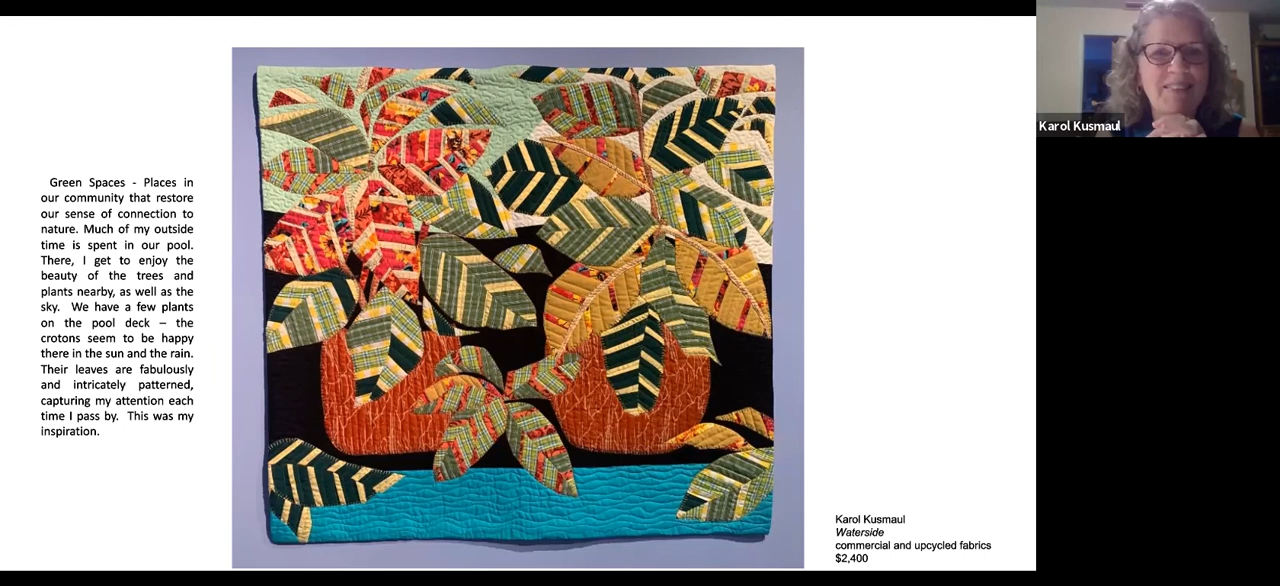 Green Spaces - Places in
our community that restore
our sense of connection to
nature. Much of my outside
time is spent in our pool.
There, I get to enjoy the
beauty of the trees and
plants nearby, as well as the
sky. We have a few plants
on the pool deck – the
crotons seem to be happy
there in the sun and the rain.
Their leaves are fabulously
and intricately patterned,
capturing my attention each
time I pass by. This was my
inspiration.
Karol Kusmaul
Waterside
commercial and upcycled fabrics
$2,400
Karol Kusmaul